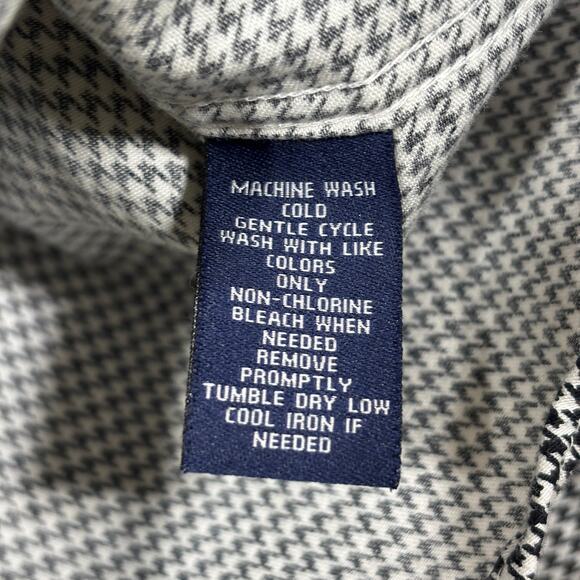 MACHINE WASH
COLD
GENTLE CYCLE
WASH WITH LIKE
COLORS
ONLY
NON-CHLORINE
BLEACH WHEN
NEEDED
REMOVE
PROMPTLY
TUMBLE DRY LOW
COOL IRON IF
NEEDED